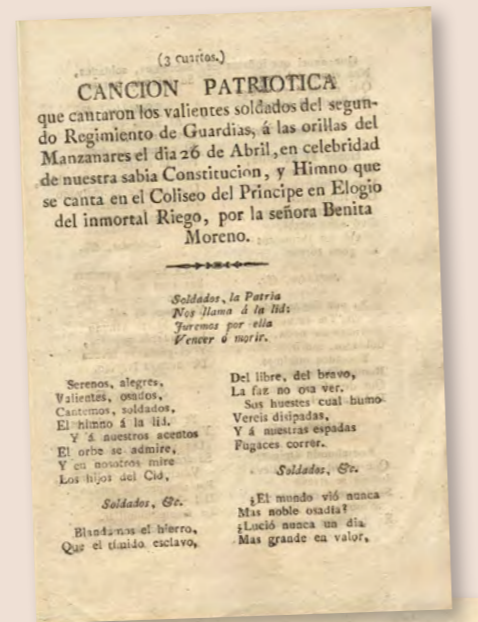 (3 cuartos.)
CANCION PATRIOTICA
que cantaron los valientes soldados del segun-
do Regimiento de Guardias, á las orillas del
Manzanares el dia 26 de Abril, en celebridad
de nuestra sabia Constitucion, y Himno que
se canta en el Coliseo del Principe en Elogio
del inmortal Riego, por la señora Benita
Moreno.
Soldados, la Patria
Nos llama á la lid:
Juremos por ella
Vencer ó morir.
Serenos, alegres,
Valientes, osados,
Cantemos, soldados,
El himno á la lid.
Y á nuestros acentos
El orbe se admire,
Y en nosotros mire
Los hijos del Cid,
Soldados, &c.
Blandamos el hierro,
Que el tímido esclavo,
Del libre, del bravo,
La faz no osa ver.
Sus huestes cual humo
Vereis disipadas,
Y á nuestras espadas
Fugaces correr.
Soldados, &c.
¿El mundo vió nunca
Mas noble osadía?
¿Lució nunca un dia
Mas grande en valor,